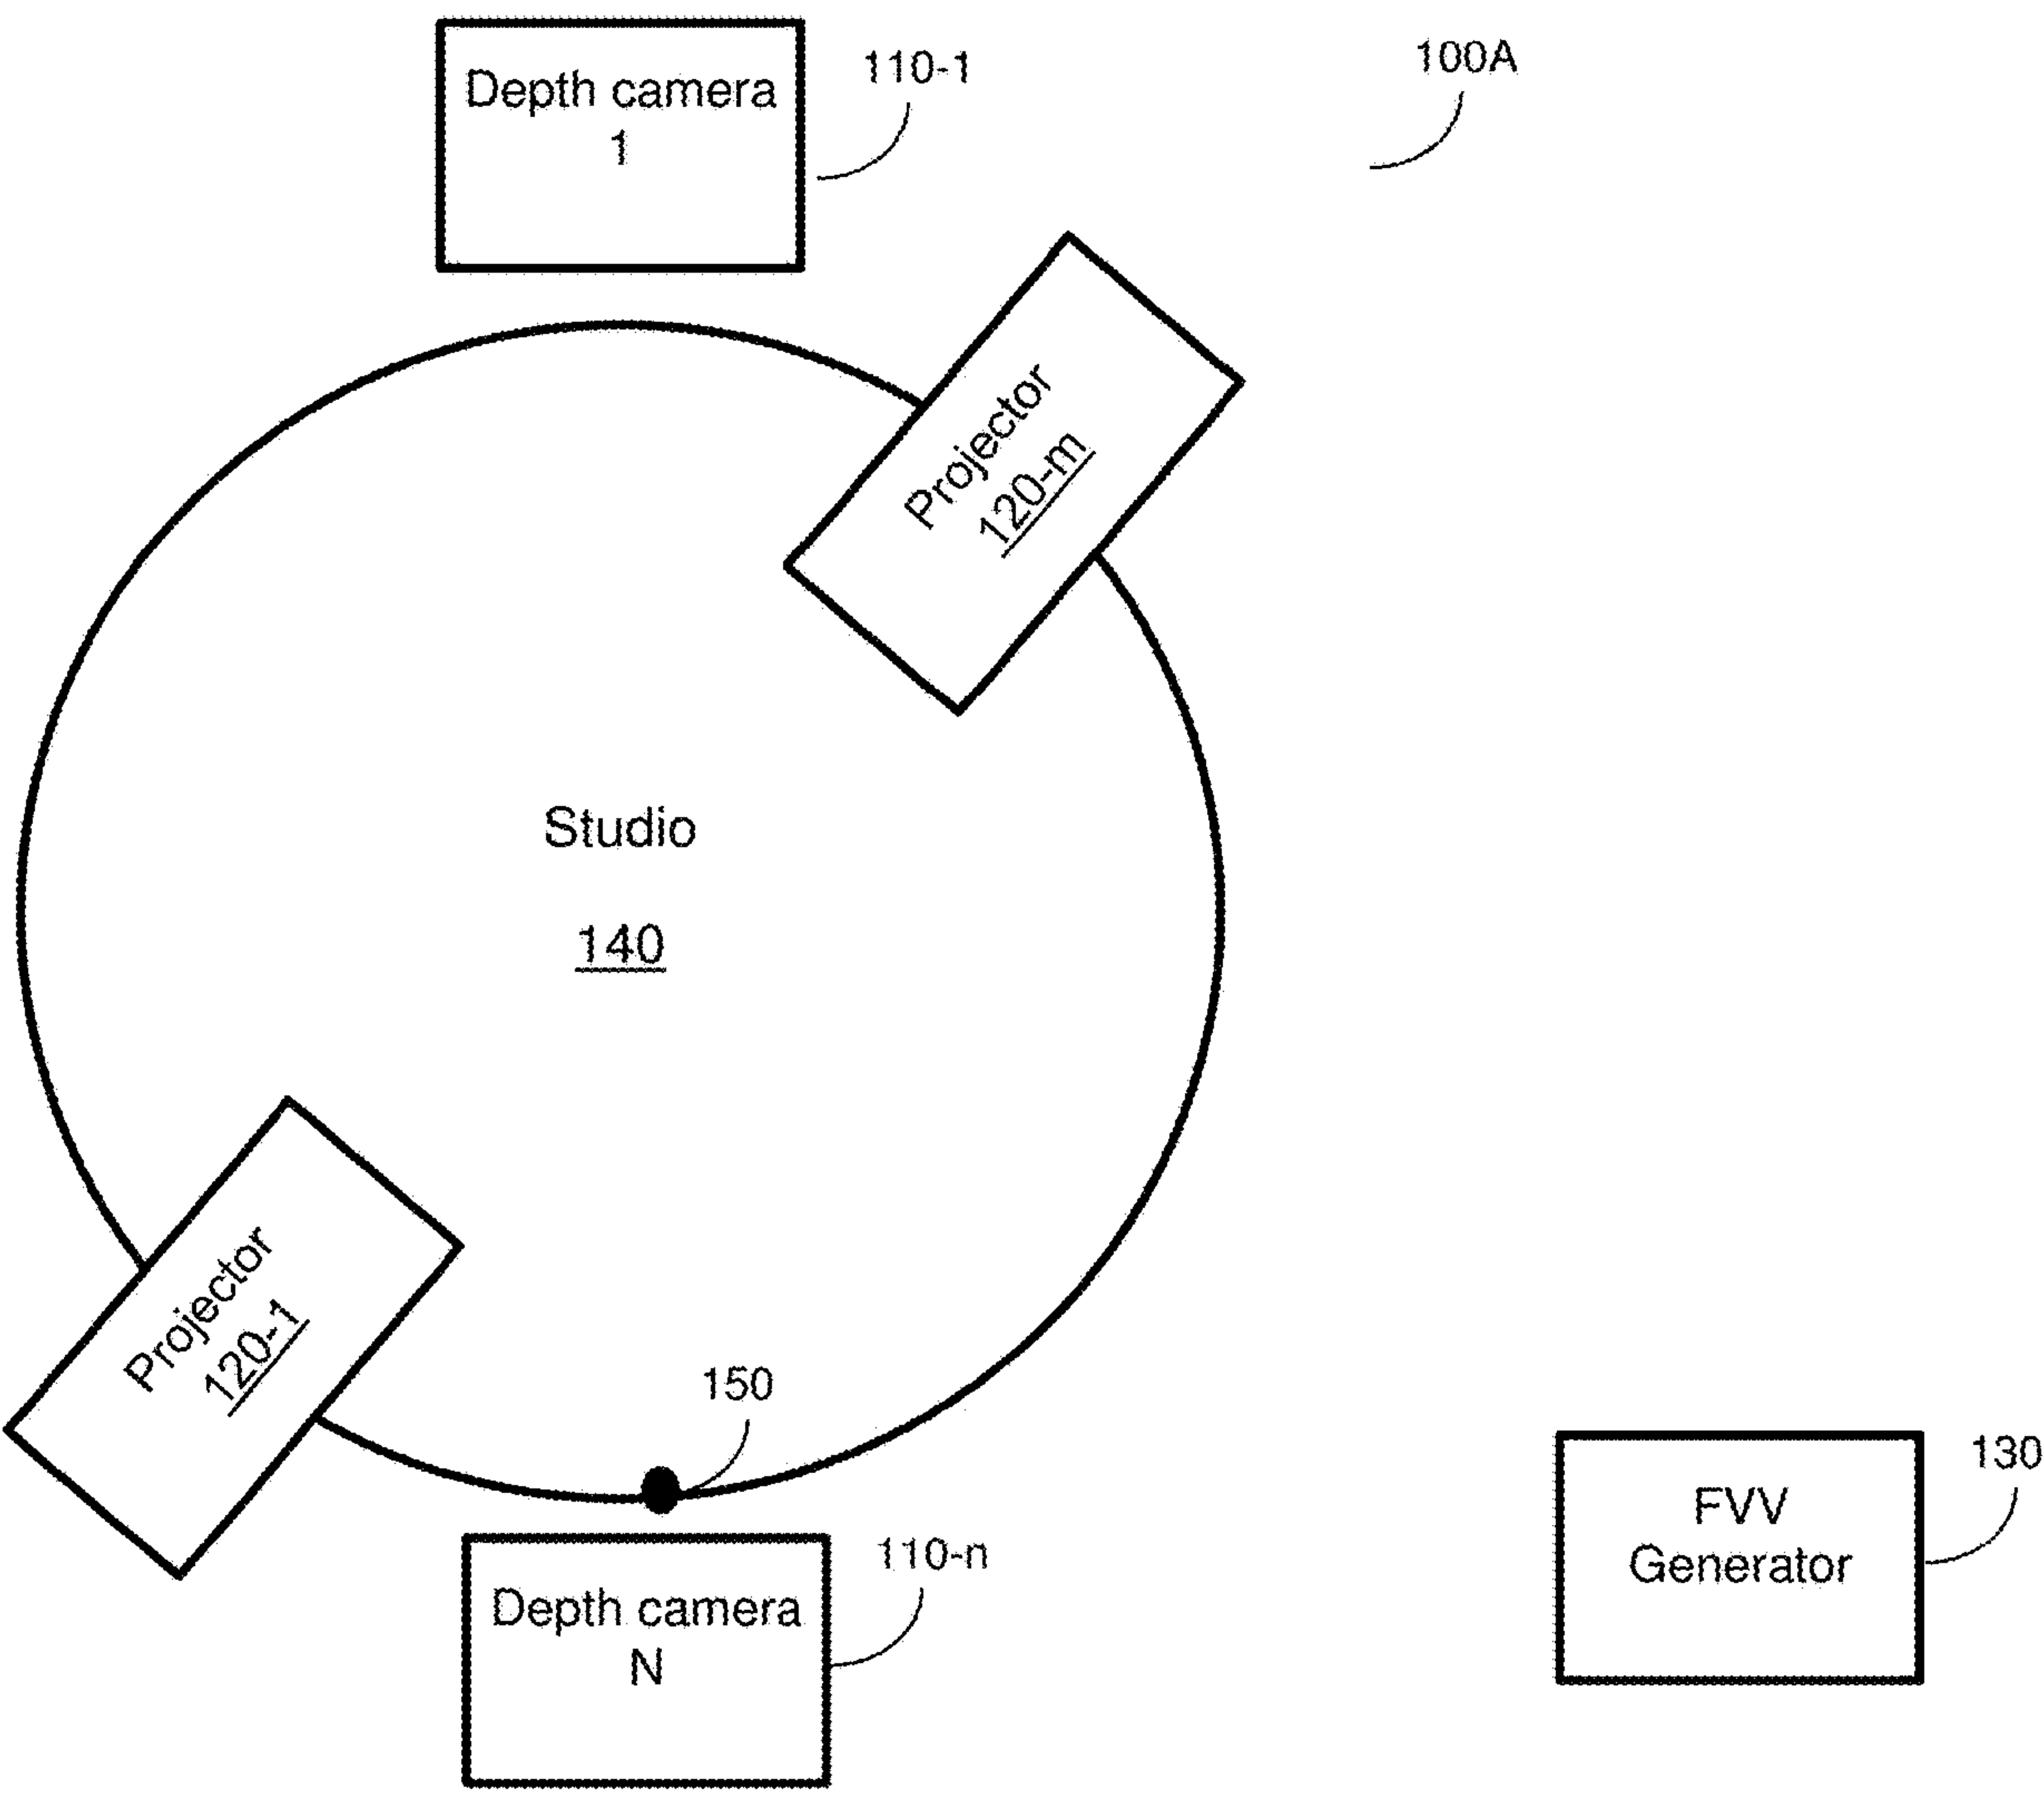 Depth camera
1
110-1
100A
Projector
120-m
Studio
140
Projector
120-1
150
Depth camera
N
110-n
FVV
Generator
130